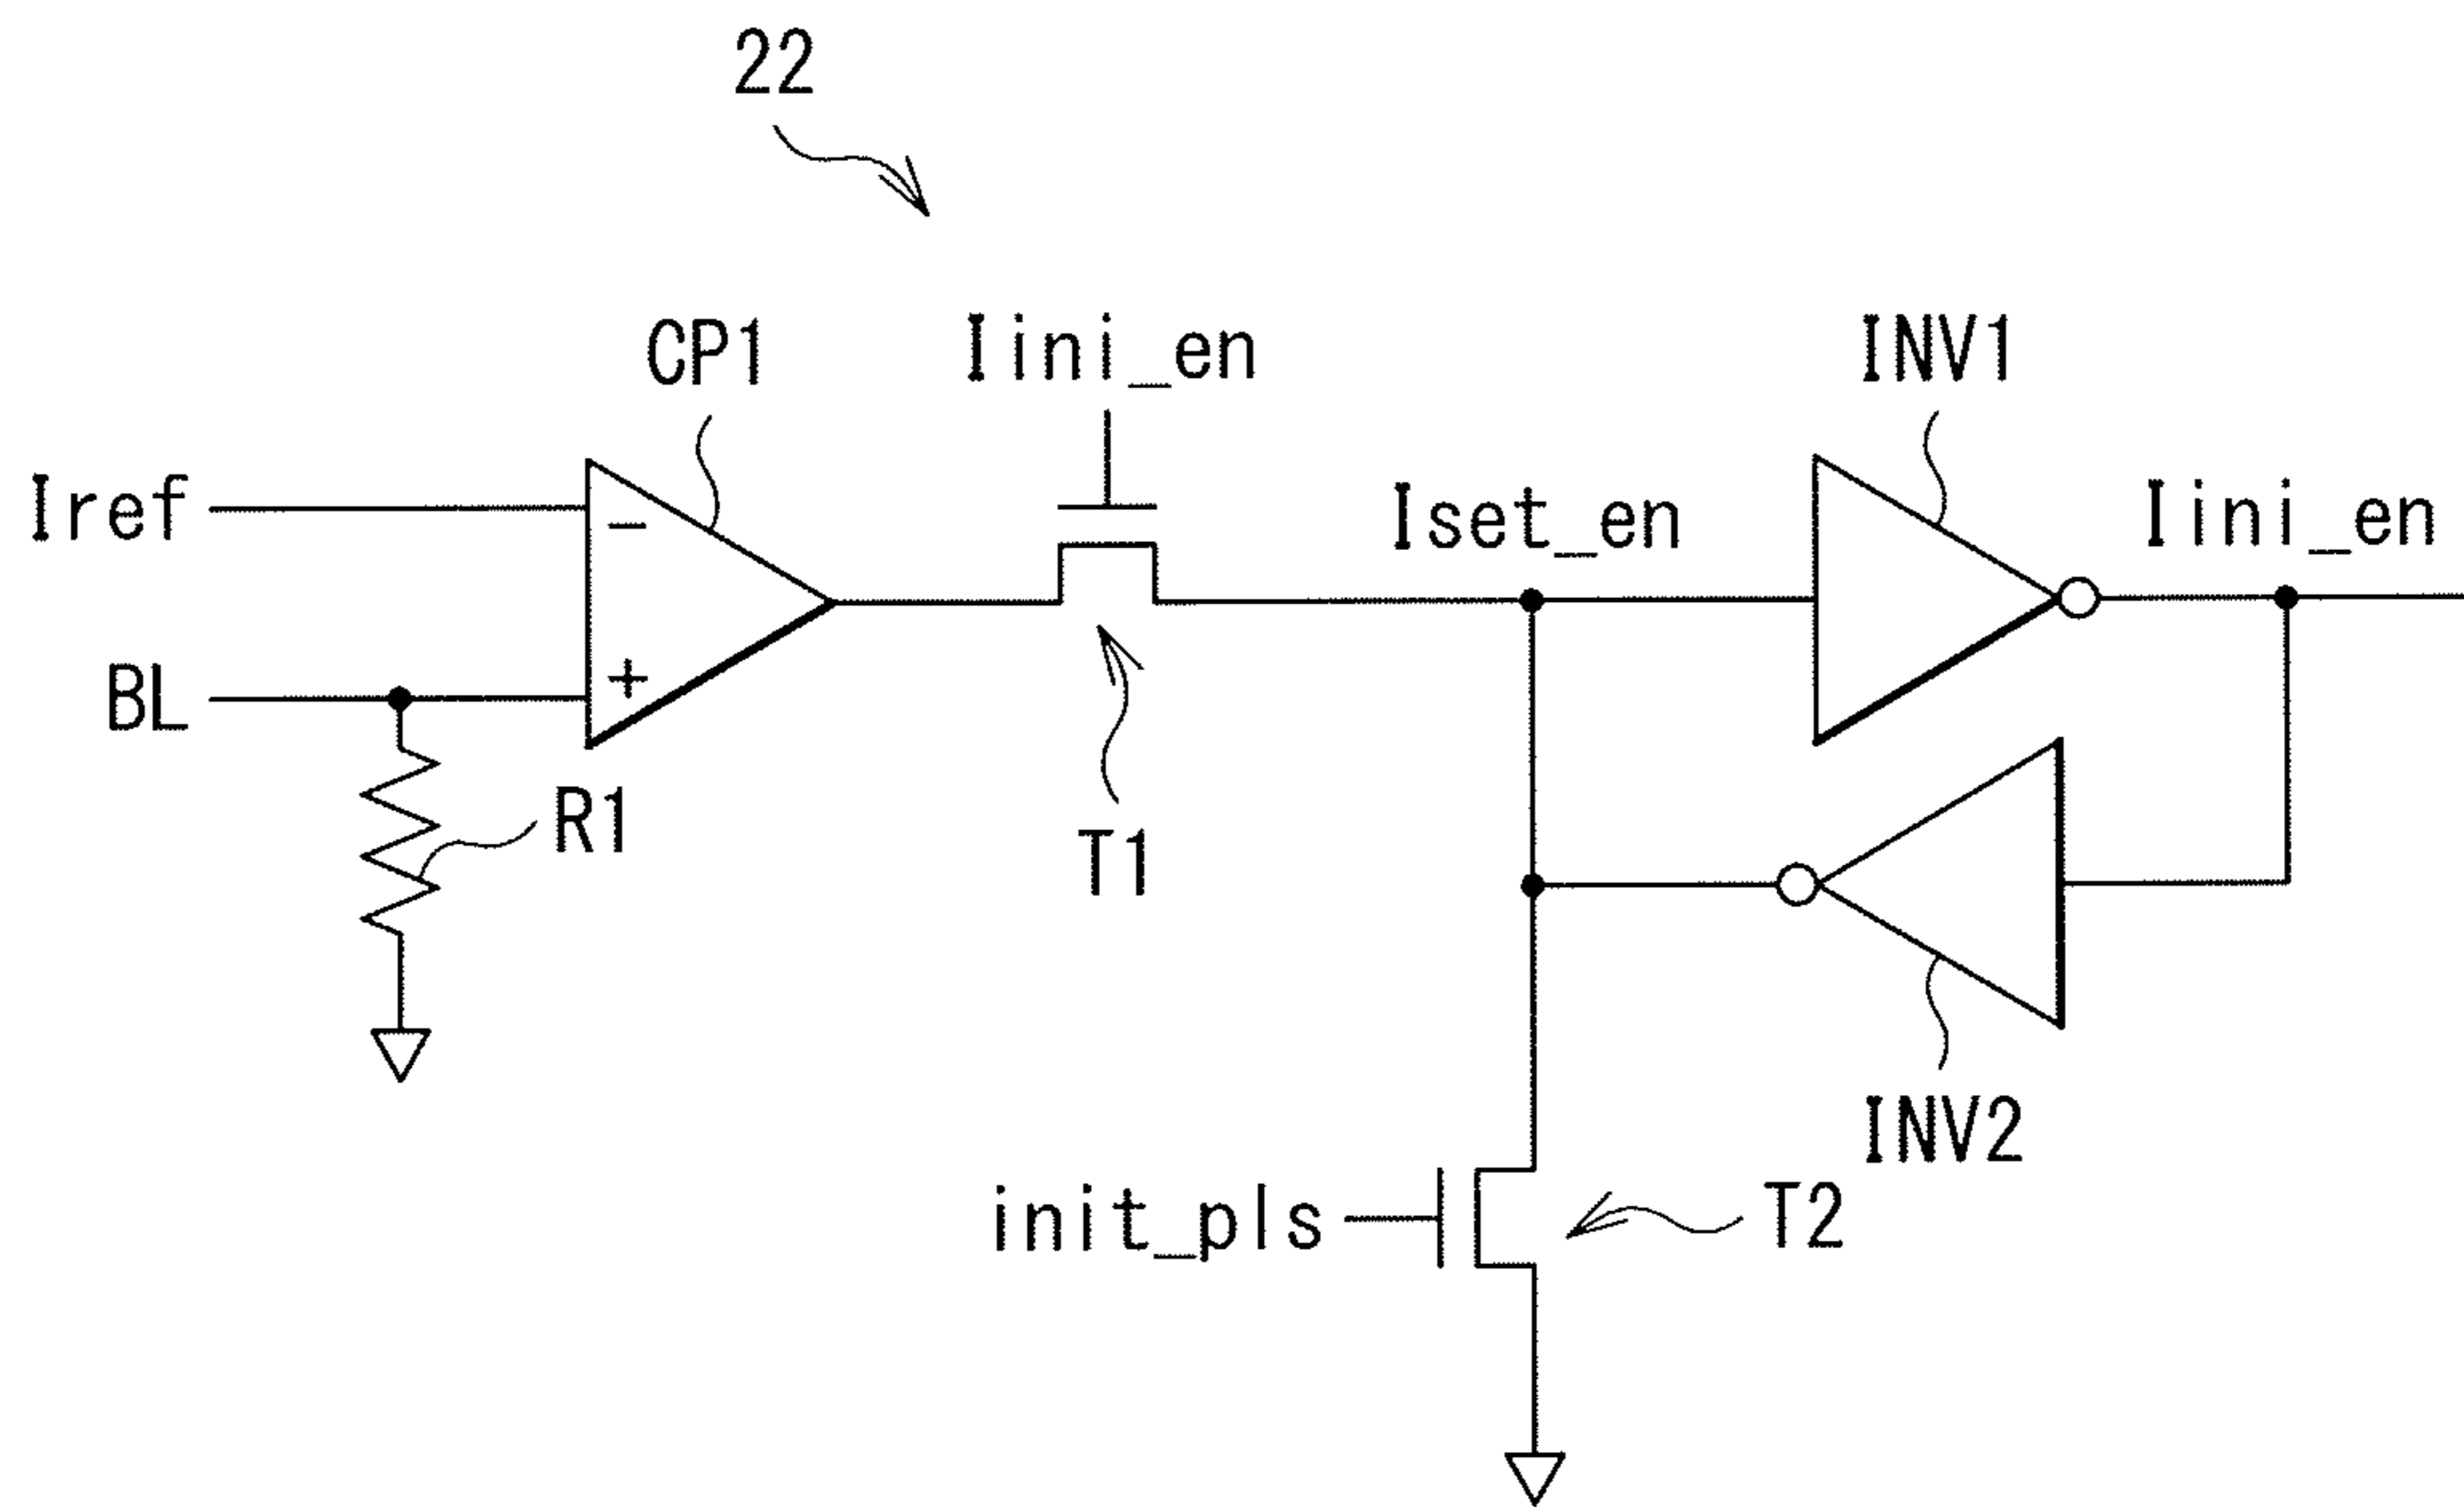 22
CP1
Iini_en
INV1
Iref
−
Iset_en
Iini_en
BL
+
R1
T1
INV2
init_pls
T2